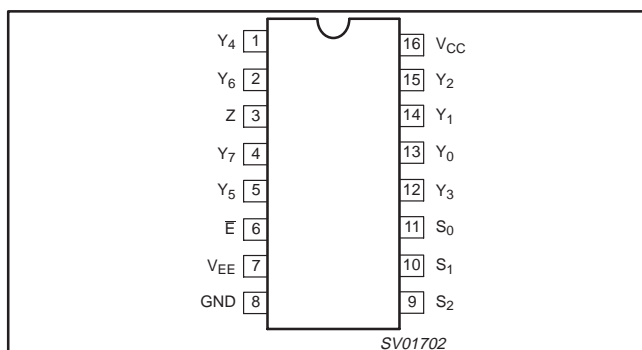 Y4 1 16 VCC
Y6 2 15 Y2
Z 3 14 Y1
Y7 4 13 Y0
Y5 5 12 Y3
E̅ 6 11 S0
VEE 7 10 S1
GND 8 9 S2
SV01702